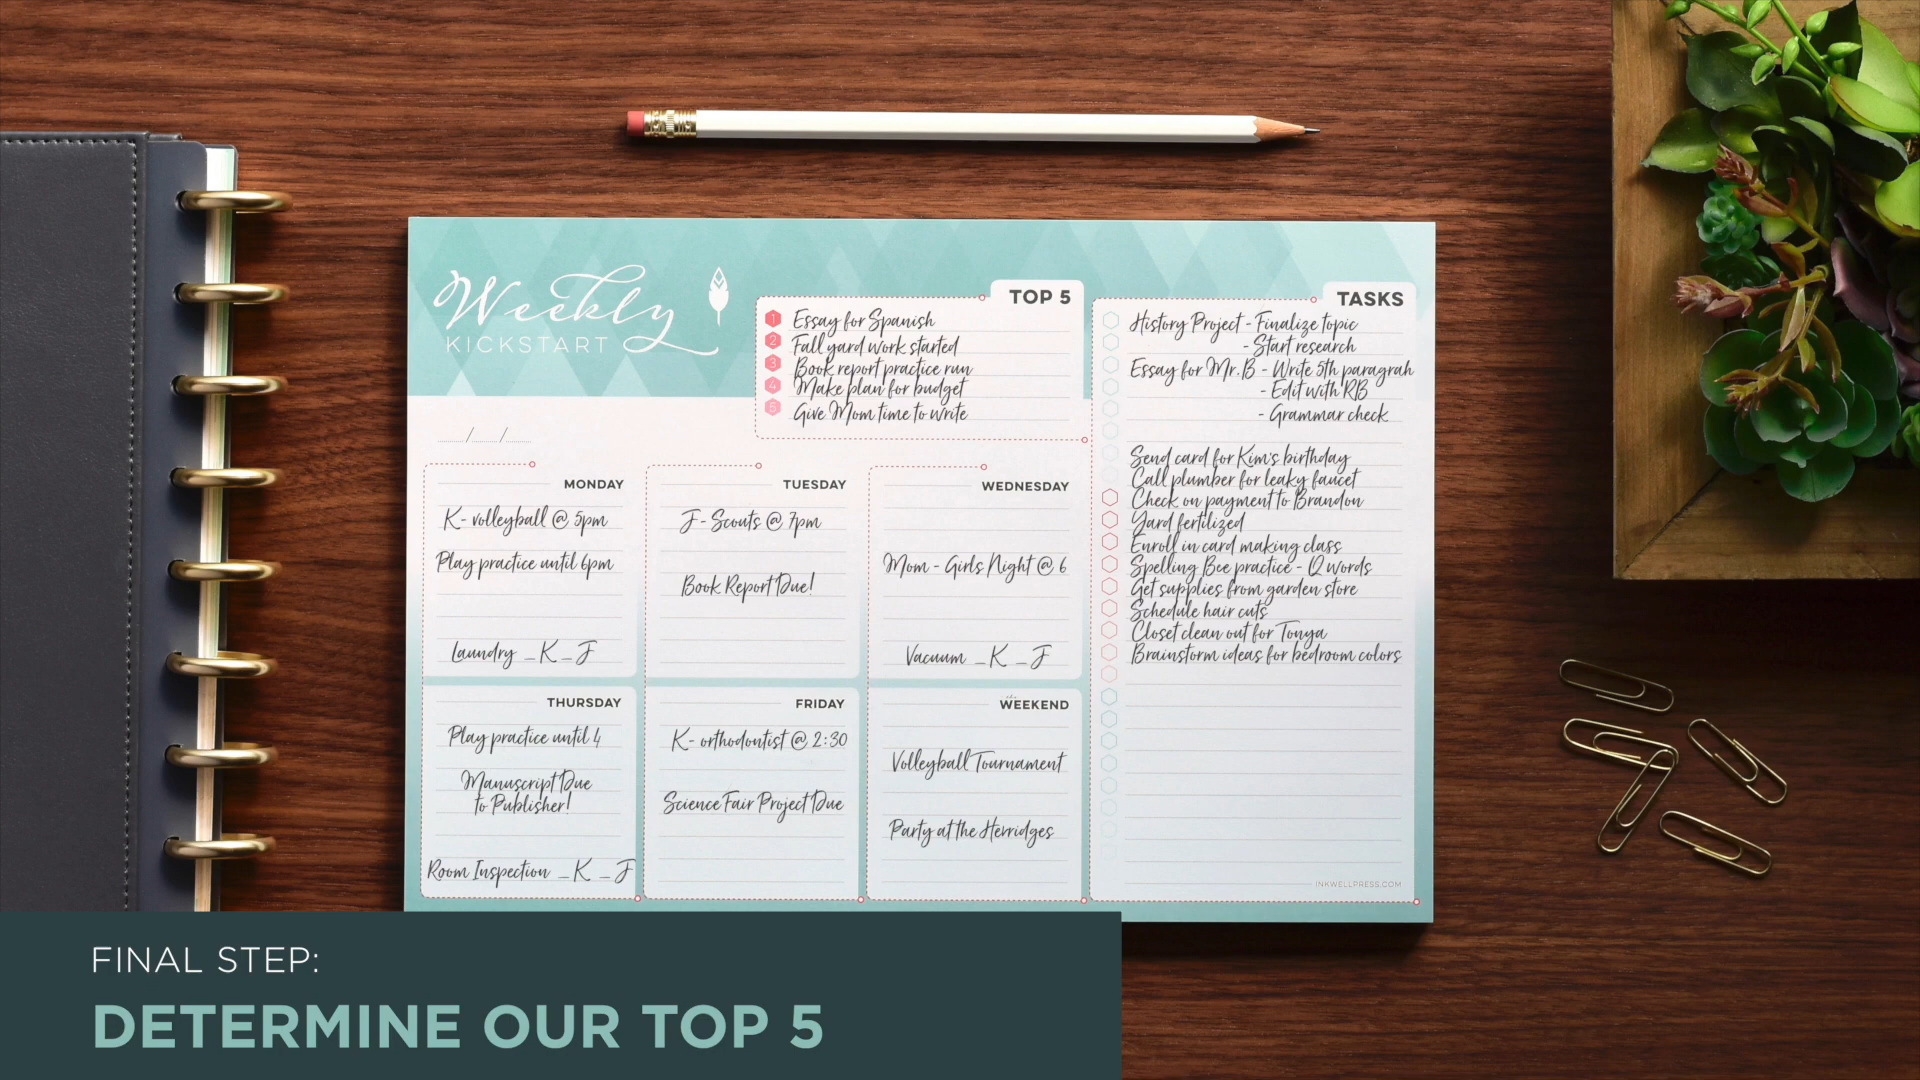 Weekly
KICKSTART
TOP 5
1 Essay for Spanish
2 Fall yard work started
3 Book report practice run
4 Make plan for budget
5 Give Mom time to write
TASKS
History Project - Finalize topic
- Start research
Essay for Mr. B - Write 5th paragrah
- Edit with RB
- Grammar check
Send card for Kim's birthday
Call plumber for leaky faucet
Check on payment to Brandon
Yard fertilized
Enroll in card making class
Spelling Bee practice - Q words
Get supplies from garden store
Schedule hair cuts
Closet clean out for Tonya
Brainstorm ideas for bedroom colors
INKWELLPRESS.COM
MONDAY
K- volleyball @ 5pm
Play practice until 6pm
Laundry _ K _ J
TUESDAY
J - Scouts @ 7pm
Book Report Due!
WEDNESDAY
Mom - Girls Night @ 6
Vacuum _ K _ J
THURSDAY
Play practice until 4
Manuscript Due
to Publisher!
Room Inspection _ K _ J
FRIDAY
K- orthodontist @ 2:30
Science Fair Project Due
the
WEEKEND
Volleyball Tournament
Party at the Herridges
FINAL STEP:
DETERMINE OUR TOP 5